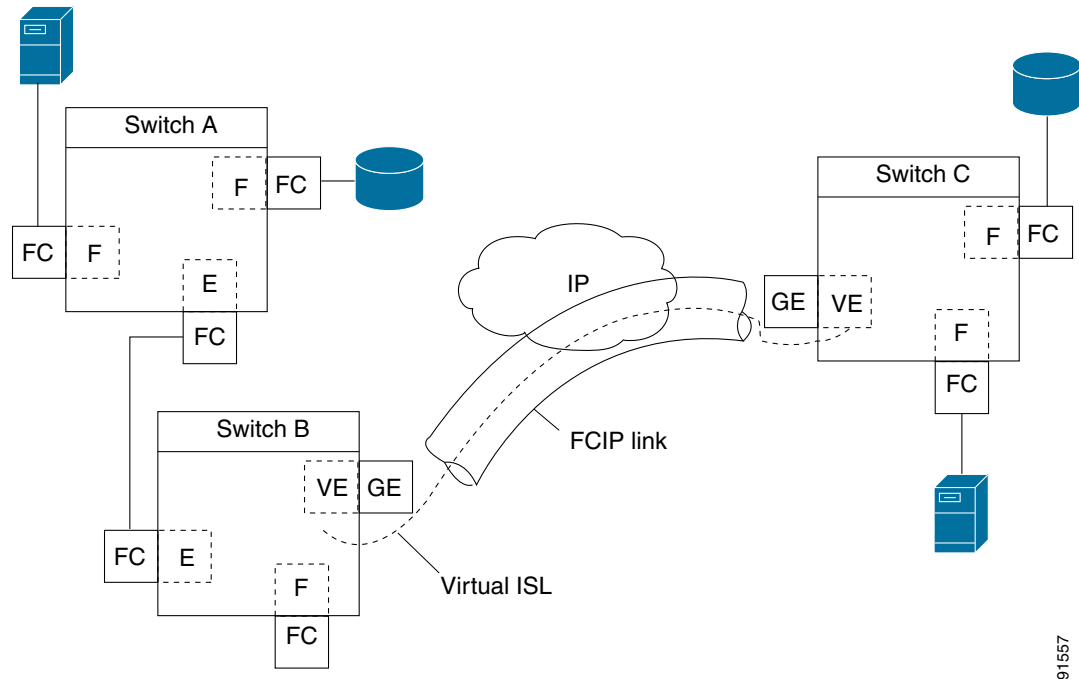 Switch A
F FC
FC F
E
FC
Switch B
VE GE
FC E
F
FC
IP
FCIP link
Virtual ISL
Switch C
F FC
GE VE
F
FC
91557